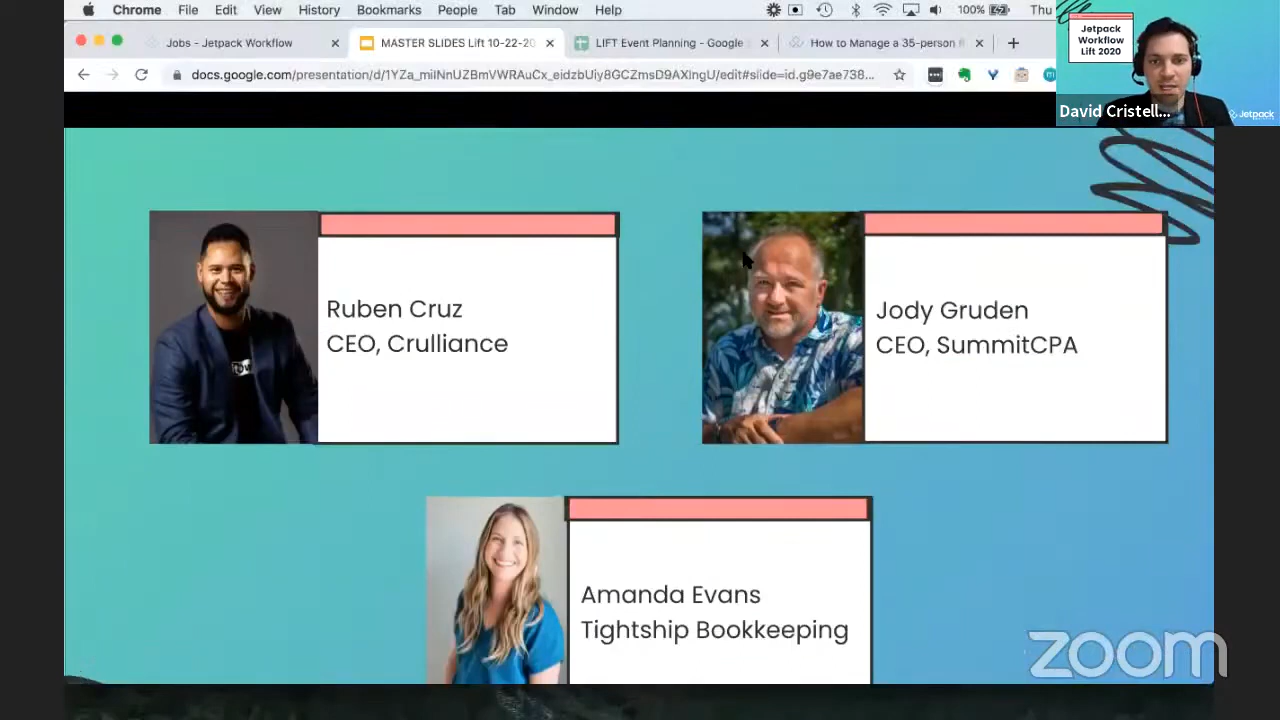 Chrome File Edit View History Bookmarks People Tab Window Help 100% Thu
Jobs - Jetpack Workflow
MASTER SLIDES Lift 10-22-20
LIFT Event Planning - Google
How to Manage a 35-person
Jetpack
Workflow
Lift 2020
David Cristell...
Jetpack
Ruben Cruz
CEO, Crulliance
Jody Gruden
CEO, SummitCPA
Amanda Evans
Tightship Bookkeeping
zoom